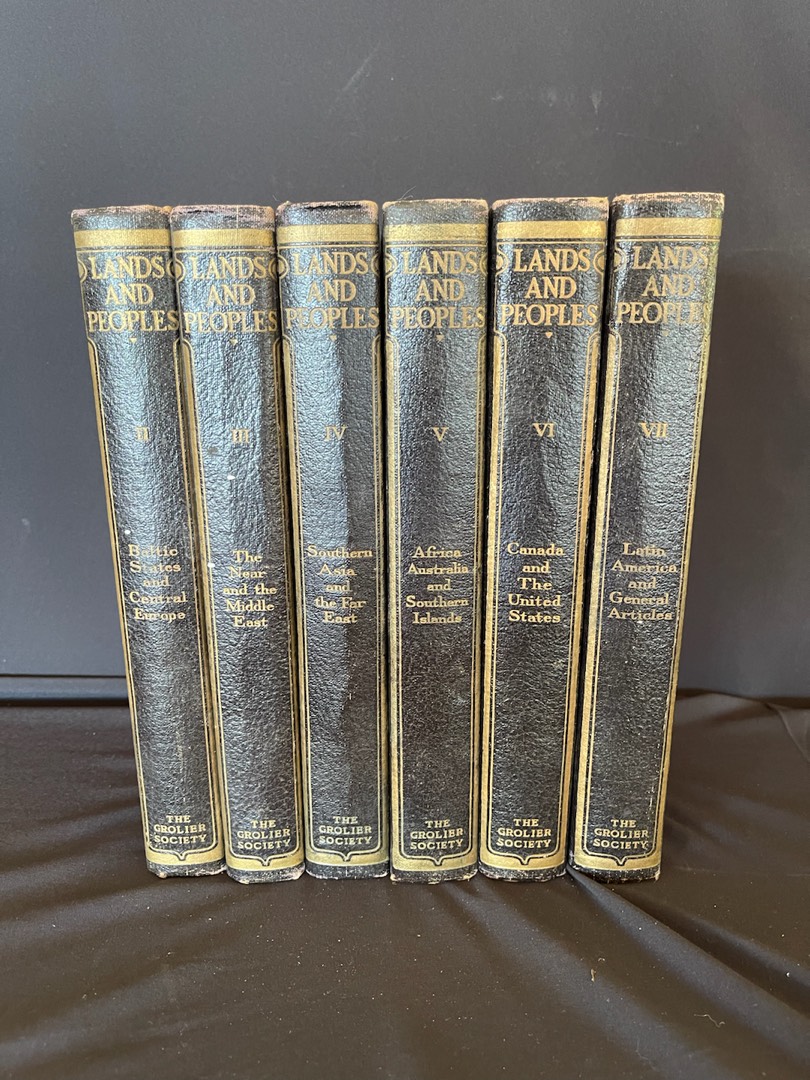 LANDS
AND
PEOPLES
II
Baltic
States
and
Central
Europe
THE
GROLIER
SOCIETY
LANDS
AND
PEOPLES
III
The
Near
and the
Middle
East
THE
GROLIER
SOCIETY
LANDS
AND
PEOPLES
IV
Southern
Asia
and
the Far
East
THE
GROLIER
SOCIETY
LANDS
AND
PEOPLES
V
Africa
Australia
and
Southern
Islands
THE
GROLIER
SOCIETY
LANDS
AND
PEOPLES
VI
Canada
and
The
United
States
THE
GROLIER
SOCIETY
LANDS
AND
PEOPLES
VII
Latin
America
and
General
Articles
THE
GROLIER
SOCIETY